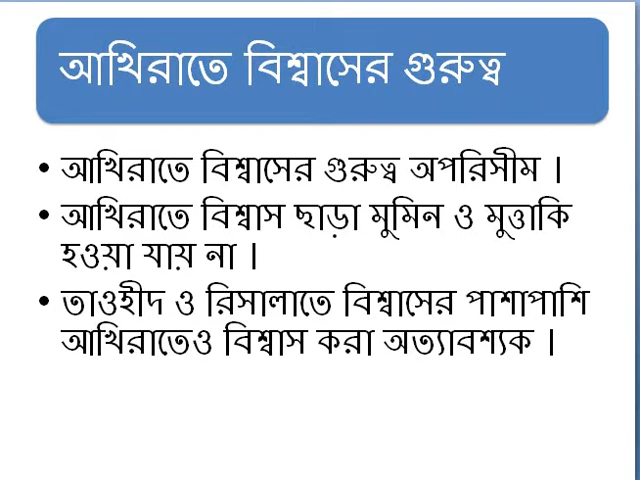 আখিরাতে বিশ্বাসের গুরুত্ব
• আখিরাতে বিশ্বাসের গুরুত্ব অপরিসীম ।
• আখিরাতে বিশ্বাস ছাড়া মুমিন ও মুত্তাকি
হওয়া যায় না ।
• তাওহীদ ও রিসালাতে বিশ্বাসের পাশাপাশি
আখিরাতেও বিশ্বাস করা অত্যাবশ্যক ।